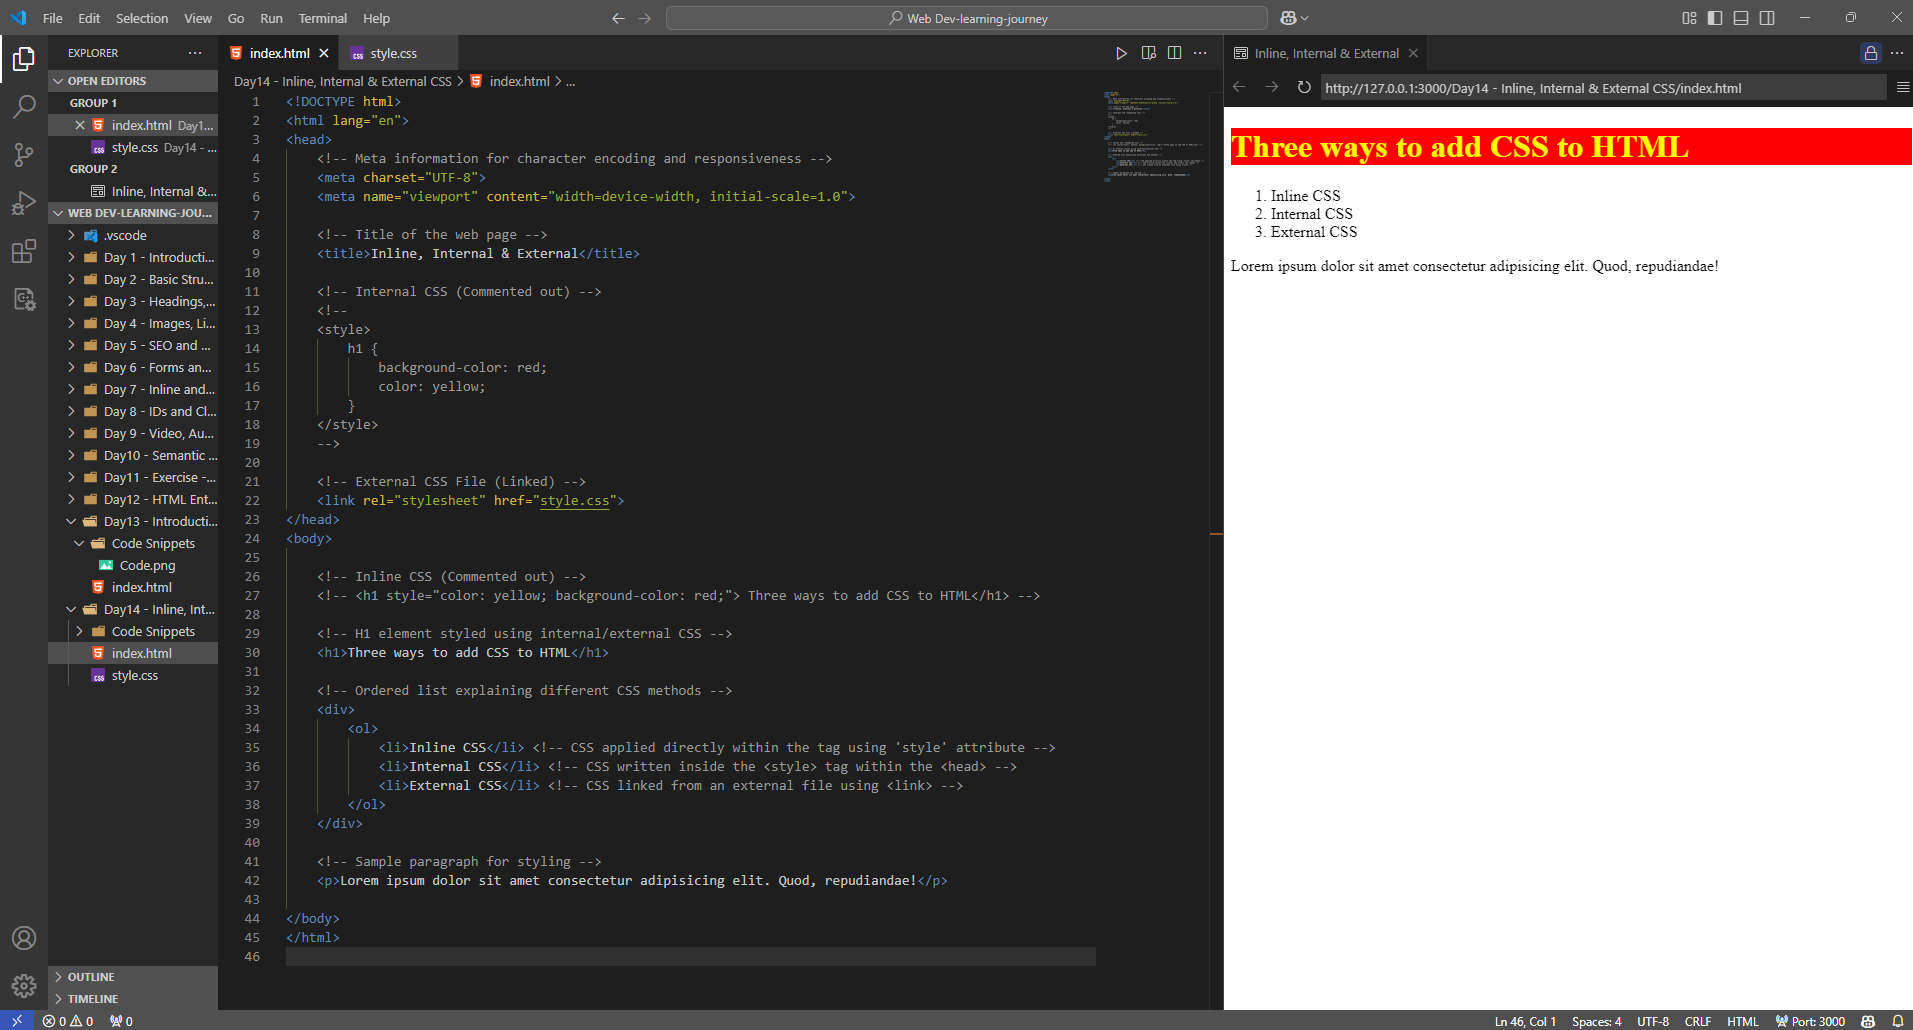 File Edit Selection View Go Run Terminal Help
Web Dev-learning-journey
EXPLORER
OPEN EDITORS
GROUP 1
index.html Day1...
style.css Day14 - ...
GROUP 2
Inline, Internal &...
WEB DEV-LEARNING-JOU...
.vscode
Day 1 - Introducti...
Day 2 - Basic Stru...
Day 3 - Headings,...
Day 4 - Images, Li...
Day 5 - SEO and ...
Day 6 - Forms an...
Day 7 - Inline and...
Day 8 - IDs and Cl...
Day 9 - Video, Au...
Day10 - Semantic ...
Day11 - Exercise -...
Day12 - HTML Ent...
Day13 - Introducti...
Code Snippets
Code.png
index.html
Day14 - Inline, Int...
Code Snippets
index.html
style.css
OUTLINE
TIMELINE
index.html
style.css
Day14 - Inline, Internal & External CSS > index.html > ...
1 <!DOCTYPE html>
2 <html lang="en">
3 <head>
4 <!-- Meta information for character encoding and responsiveness -->
5 <meta charset="UTF-8">
6 <meta name="viewport" content="width=device-width, initial-scale=1.0">
7
8 <!-- Title of the web page -->
9 <title>Inline, Internal & External</title>
10
11 <!-- Internal CSS (Commented out) -->
12 <!--
13 <style>
14 h1 {
15 background-color: red;
16 color: yellow;
17 }
18 </style>
19 -->
20
21 <!-- External CSS File (Linked) -->
22 <link rel="stylesheet" href="style.css">
23 </head>
24 <body>
25
26 <!-- Inline CSS (Commented out) -->
27 <!-- <h1 style="color: yellow; background-color: red;"> Three ways to add CSS to HTML</h1> -->
28
29 <!-- H1 element styled using internal/external CSS -->
30 <h1>Three ways to add CSS to HTML</h1>
31
32 <!-- Ordered list explaining different CSS methods -->
33 <div>
34 <ol>
35 <li>Inline CSS</li> <!-- CSS applied directly within the tag using 'style' attribute -->
36 <li>Internal CSS</li> <!-- CSS written inside the <style> tag within the <head> -->
37 <li>External CSS</li> <!-- CSS linked from an external file using <link> -->
38 </ol>
39 </div>
40
41 <!-- Sample paragraph for styling -->
42 <p>Lorem ipsum dolor sit amet consectetur adipisicing elit. Quod, repudiandae!</p>
43
44 </body>
45 </html>
46
Inline, Internal & External
http://127.0.0.1:3000/Day14 - Inline, Internal & External CSS/index.html
Three ways to add CSS to HTML
1. Inline CSS
2. Internal CSS
3. External CSS
Lorem ipsum dolor sit amet consectetur adipisicing elit. Quod, repudiandae!
0 0 0
Ln 46, Col 1 Spaces: 4 UTF-8 CRLF HTML Port: 3000